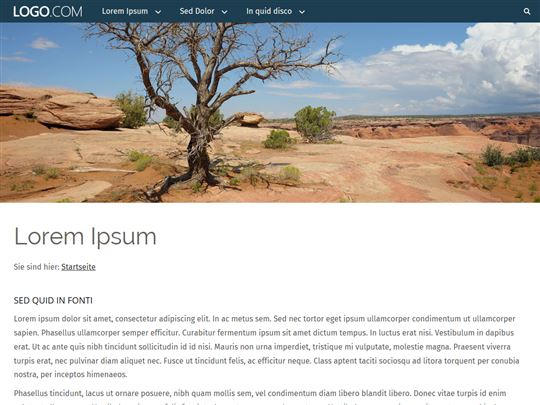 LOGO.COM Lorem Ipsum Sed Dolor In quid disco
Lorem Ipsum
Sie sind hier: Startseite
SED QUID IN FONTI
Lorem ipsum dolor sit amet, consectetur adipiscing elit. In ac metus sem. Sed nec tortor eget ipsum ullamcorper condimentum ut ullamcorper
sapien. Phasellus ullamcorper semper efficitur. Curabitur fermentum ipsum sit amet dictum tempus. In luctus erat nisi. Vestibulum in dapibus
erat. Ut ac ante quis nibh tincidunt sollicitudin id id nisi. Mauris non urna imperdiet, tristique mi vulputate, molestie magna. Praesent viverra
turpis erat, nec pulvinar diam aliquet nec. Fusce ut tincidunt felis, ac efficitur neque. Class aptent taciti sociosqu ad litora torquent per conubia
nostra, per inceptos himenaeos.
Phasellus tincidunt, lacus ut ornare posuere, nibh quam mollis sem, vel condimentum diam libero blandit libero. Donec vitae turpis id enim